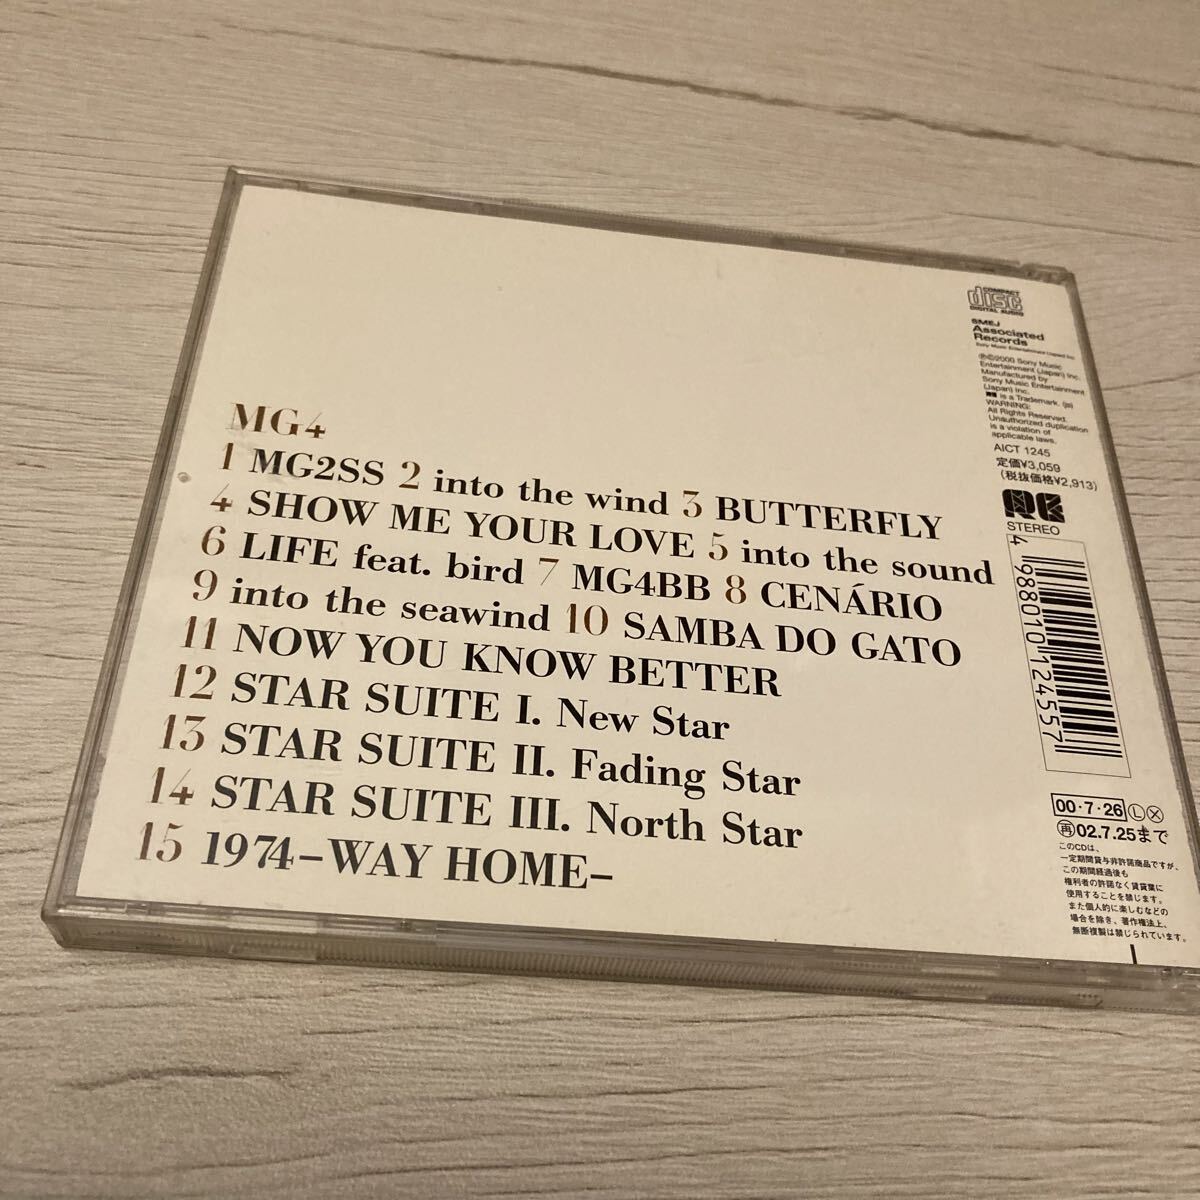 MG4
1 MG2SS 2 into the wind 3 BUTTERFLY
4 SHOW ME YOUR LOVE 5 into the sound
6 LIFE feat. bird 7 MG4BB 8 CENÁRIO
9 into the seawind 10 SAMBA DO GATO
11 NOW YOU KNOW BETTER
12 STAR SUITE I. New Star
13 STAR SUITE II. Fading Star
14 STAR SUITE III. North Star
15 1974-WAY HOME-
COMPACT
disc
DIGITAL AUDIO
SMEJ
Associated
Records
Sony Music Entertainment (Japan) Inc.
Ⓟ©2000 Sony Music
Entertainment (Japan) Inc.
Manufactured by
Sony Music Entertainment
(Japan) Inc.
is a Trademark. (js)
WARNING:
All Rights Reserved.
Unauthorized duplication
is a violation of
applicable laws.
AICT 1245
定価¥3,059
(税抜価格¥2,913)
STEREO
4 988010 124557
00・7・26 Ⓛ Ⓧ
再 02.7.25まで
このCDは、
一定期間貸与非許諾商品ですが、
この期間経過後も
権利者の許諾なく賃貸業に
使用することを禁じます。
また個人的に楽しむなどの
場合を除き、著作権法上、
無断複製は禁じられています。